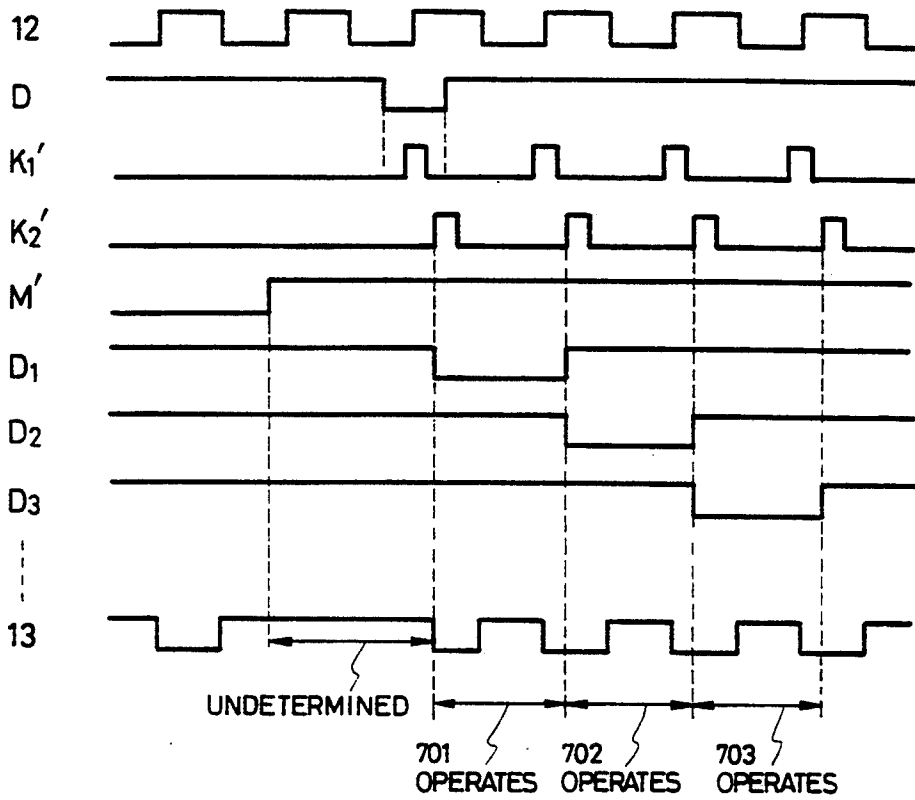 12
D
K1′
K2′
M′
D1
D2
D3
13
UNDETERMINED
701 OPERATES
702 OPERATES
703 OPERATES